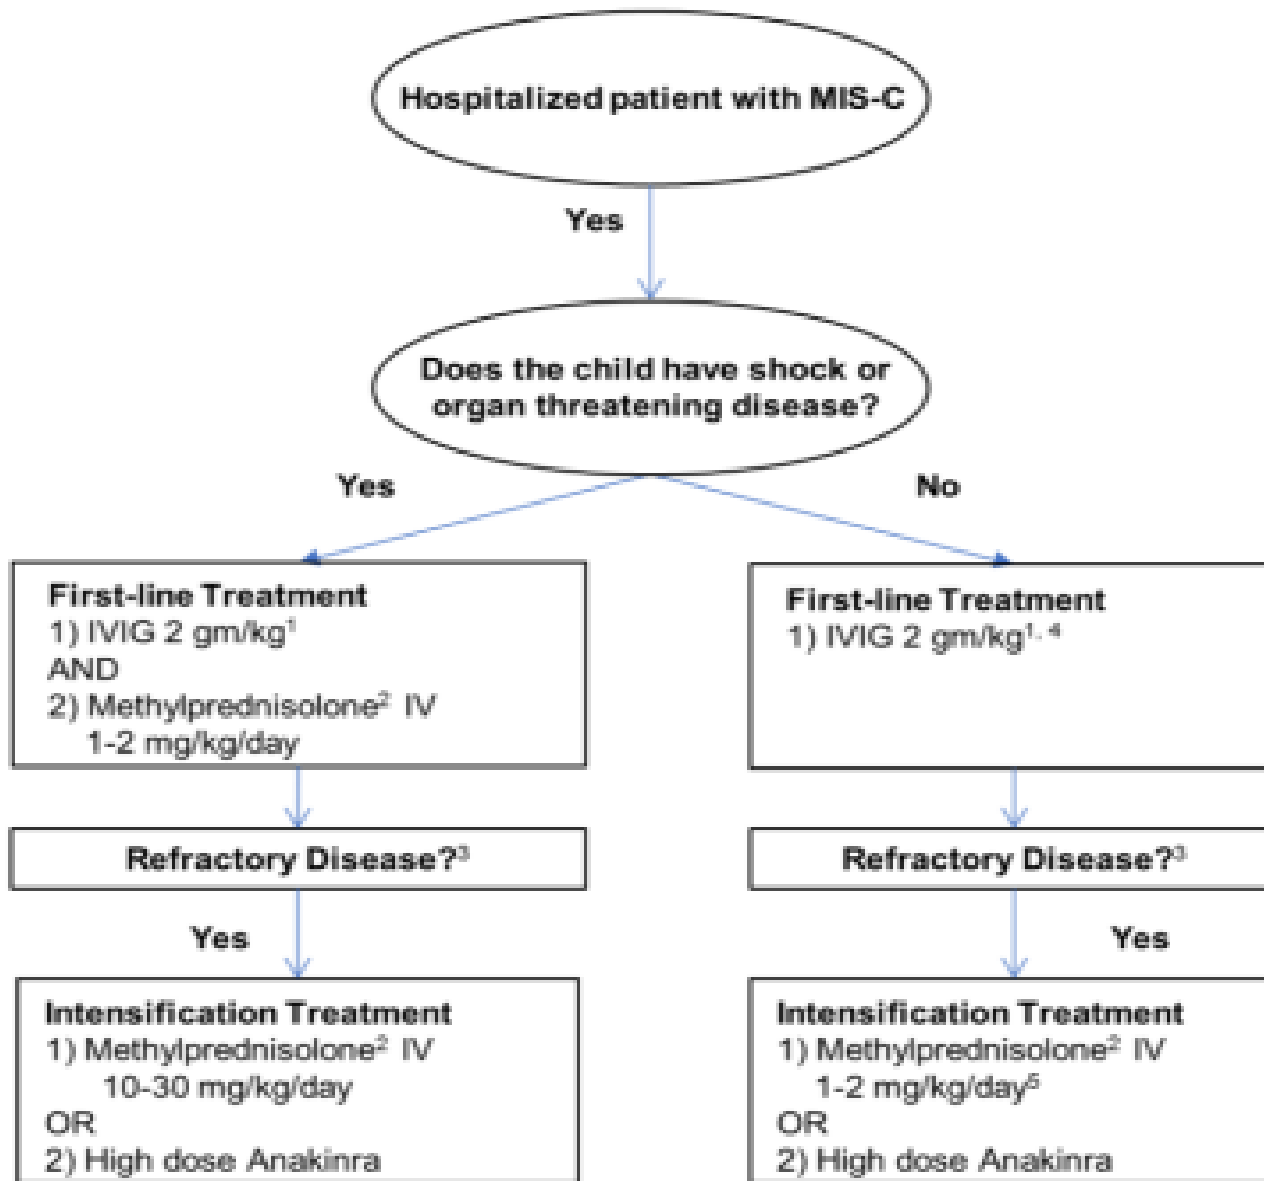 Hospitalized patient with MIS-C
Yes
Does the child have shock or
organ threatening disease?
Yes
No
First-line Treatment
1) IVIG 2 gm/kg¹
AND
2) Methylprednisolone² IV
1-2 mg/kg/day
First-line Treatment
1) IVIG 2 gm/kg¹, ⁴
Refractory Disease?³
Refractory Disease?³
Yes
Yes
Intensification Treatment
1) Methylprednisolone² IV
10-30 mg/kg/day
OR
2) High dose Anakinra
Intensification Treatment
1) Methylprednisolone² IV
1-2 mg/kg/day⁵
OR
2) High dose Anakinra